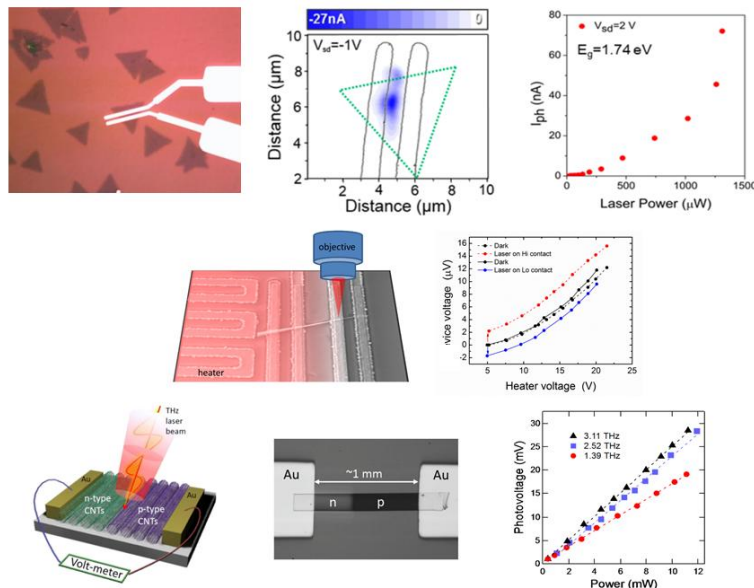 -27nA 0
V_sd=-1V
10
8
6
4
2
0 2 4 6 8 10
Distance (μm)
Distance (μm)
V_sd=2 V
E_g=1.74 eV
80
60
40
20
0
0 500 1000 1500
I_ph (nA)
Laser Power (μW)
objective
heater
Dark
Laser on Hi contact
Dark
Laser on Lo contact
16
14
12
10
8
6
4
2
0
-2
5 10 15 20 25
vice voltage (μV)
Heater voltage (V)
THz
laser
beam
Au
n-type
CNTs
p-type
CNTs
Au
Volt-meter
Au
~1 mm
Au
n p
3.11 THz
2.52 THz
1.39 THz
30
25
20
15
10
5
0
0 2 4 6 8 10 12
Photovoltage (mV)
Power (mW)